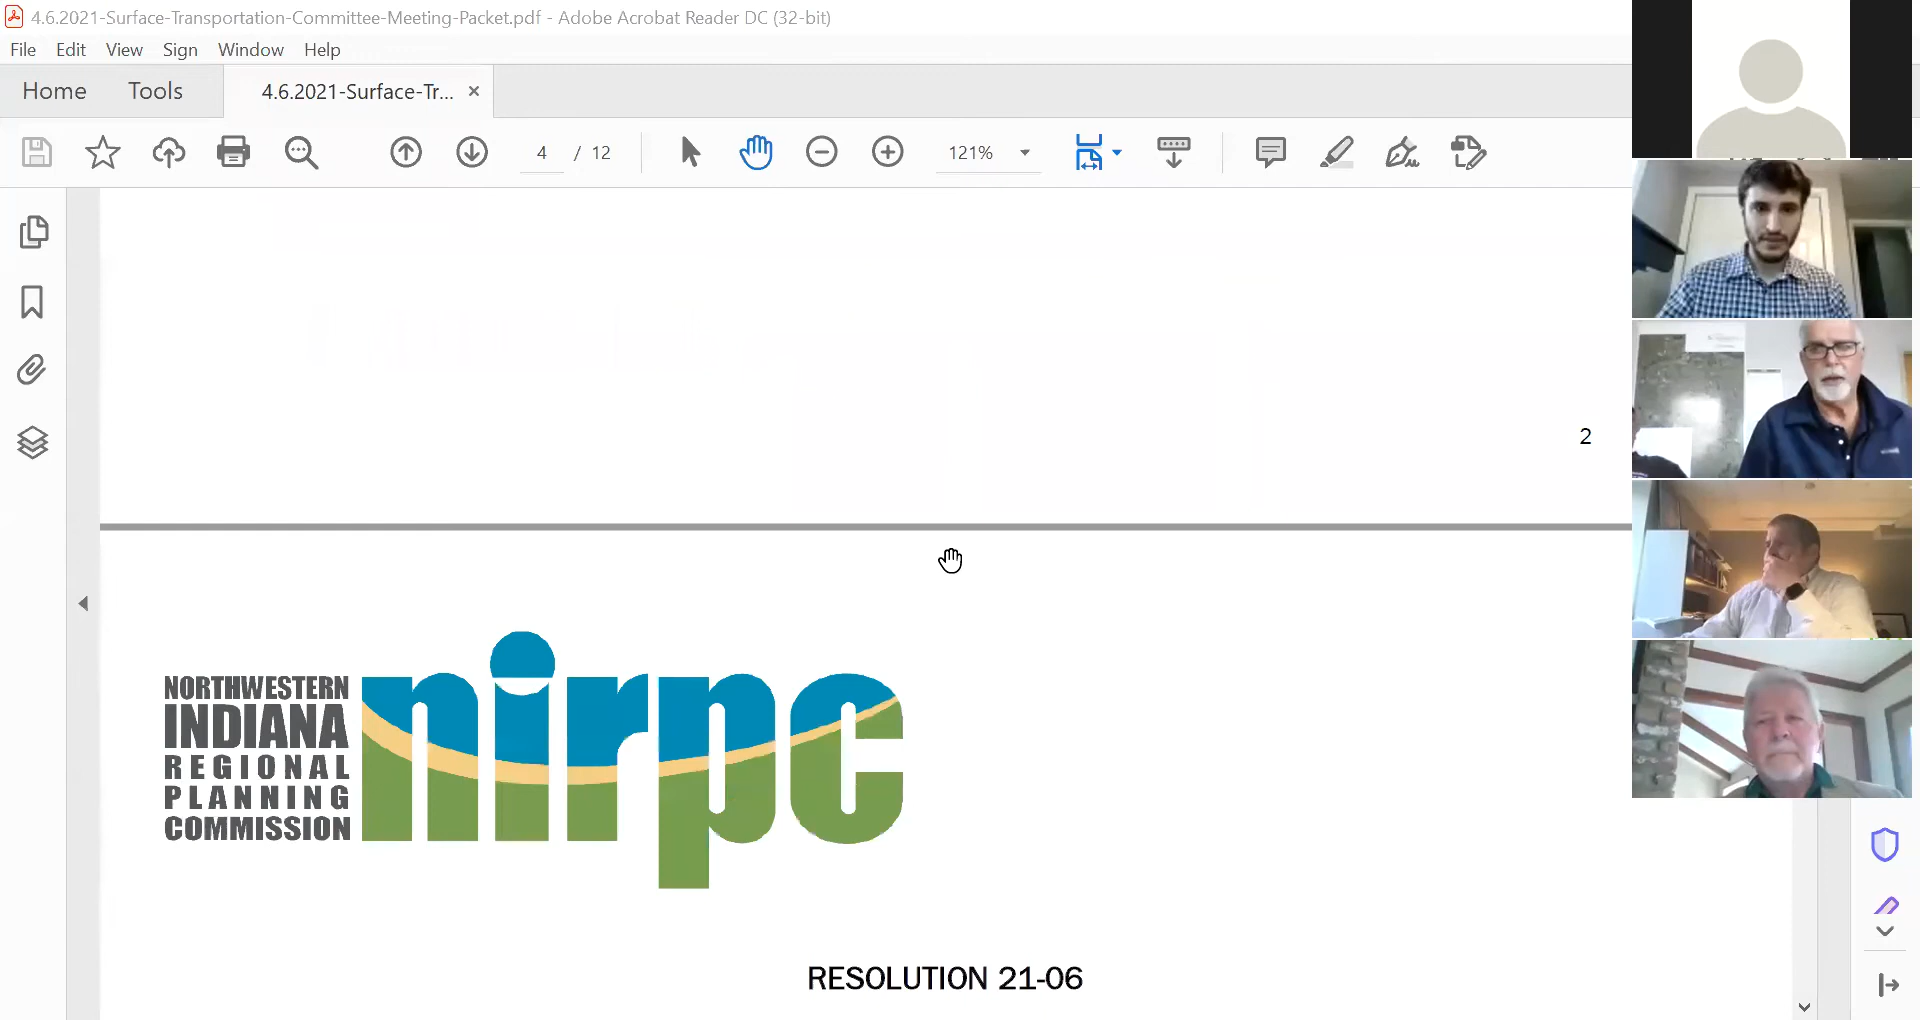 4.6.2021-Surface-Transportation-Committee-Meeting-Packet.pdf - Adobe Acrobat Reader DC (32-bit)
File Edit View Sign Window Help
Home Tools 4.6.2021-Surface-Tr... ×
4 / 12 121%
2
NORTHWESTERN
INDIANA
REGIONAL
PLANNING
COMMISSION
nirpc
RESOLUTION 21-06